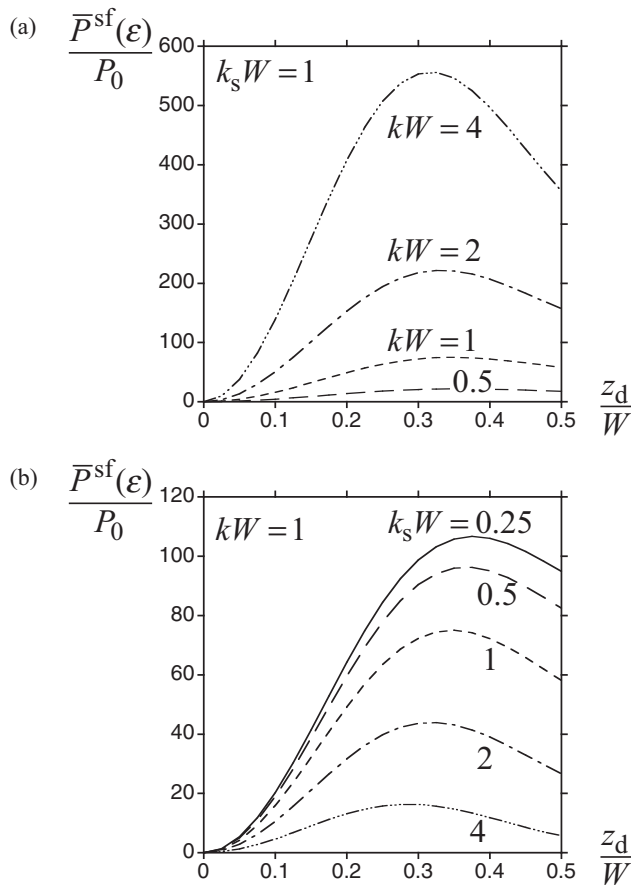 (a)
P̅ˢᶠ(ε)
P₀
600
kₛW = 1
500
kW = 4
400
300
kW = 2
200
100
kW = 1
0.5
0
0 0.1 0.2 0.3 0.4 0.5
z_d
W
(b)
P̅ˢᶠ(ε)
P₀
120
kW = 1
kₛW = 0.25
100
0.5
80
1
60
40
2
20
4
0
0 0.1 0.2 0.3 0.4 0.5
z_d
W